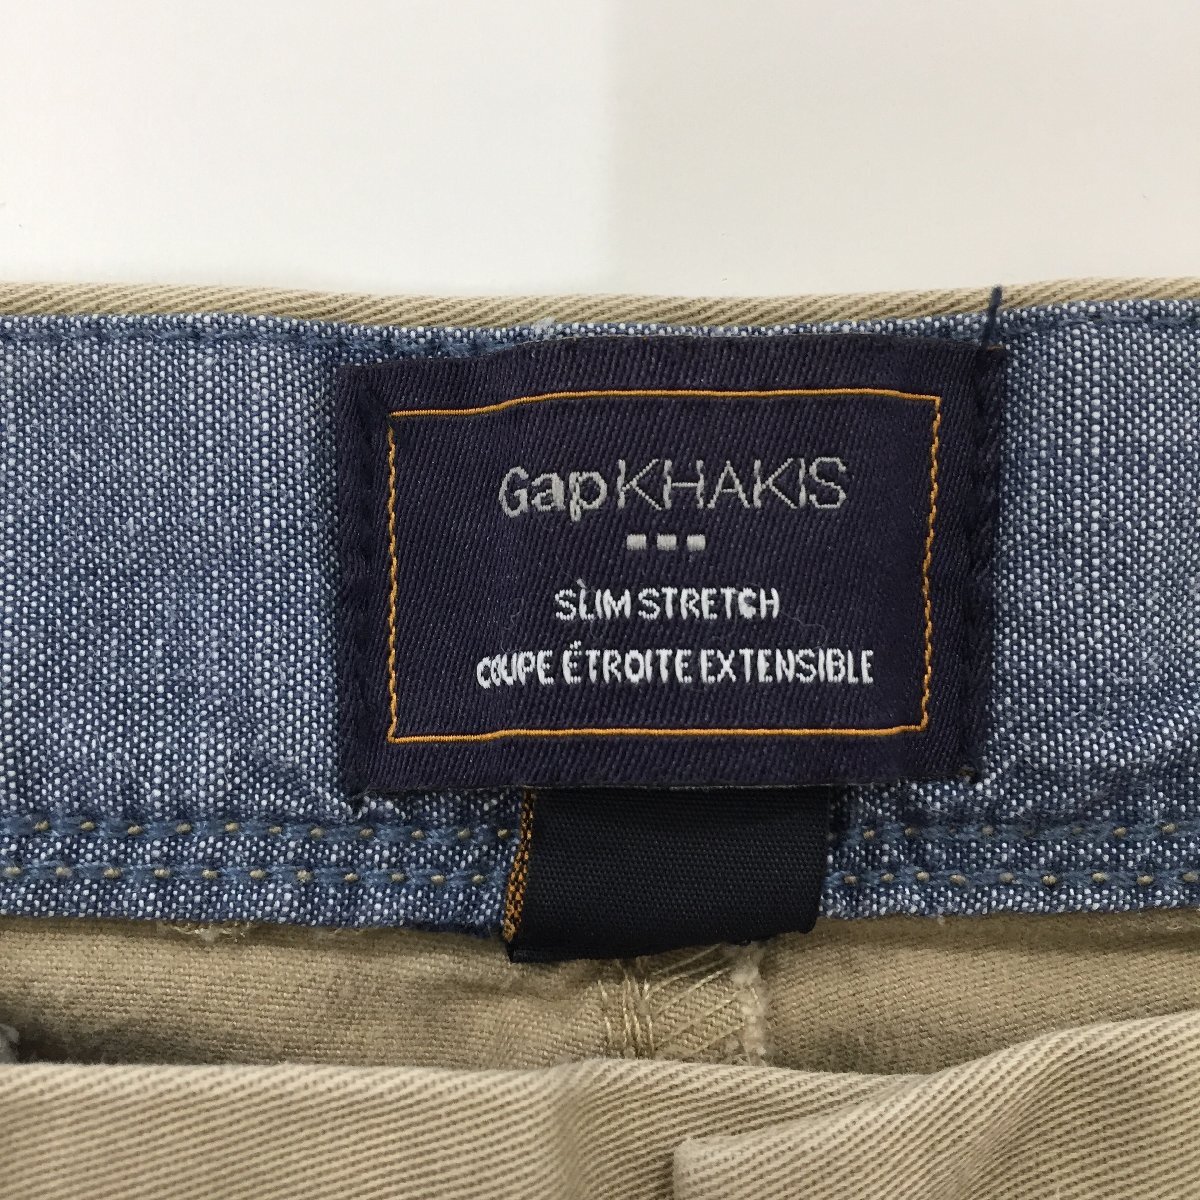 GapKHAKIS
SLIM STRETCH
COUPE ÉTROITE EXTENSIBLE